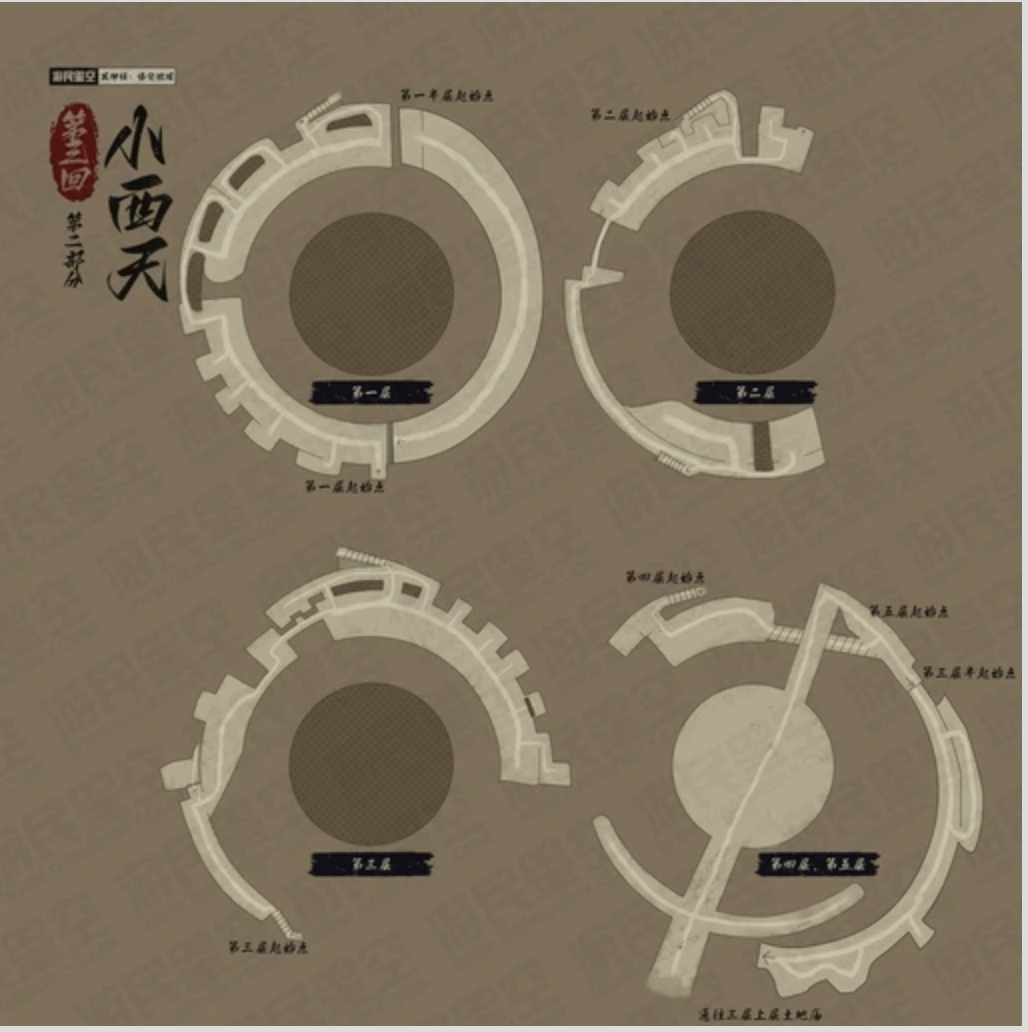 游民星空
黑神话：悟空地图
第三回
小西天
第二部分
第一半层起始点
第二层起始点
第一层
第二层
第一层起始点
第四层起始点
第五层起始点
第三层半起始点
第三层
第四层、第五层
第三层起始点
通往三层上层土地庙